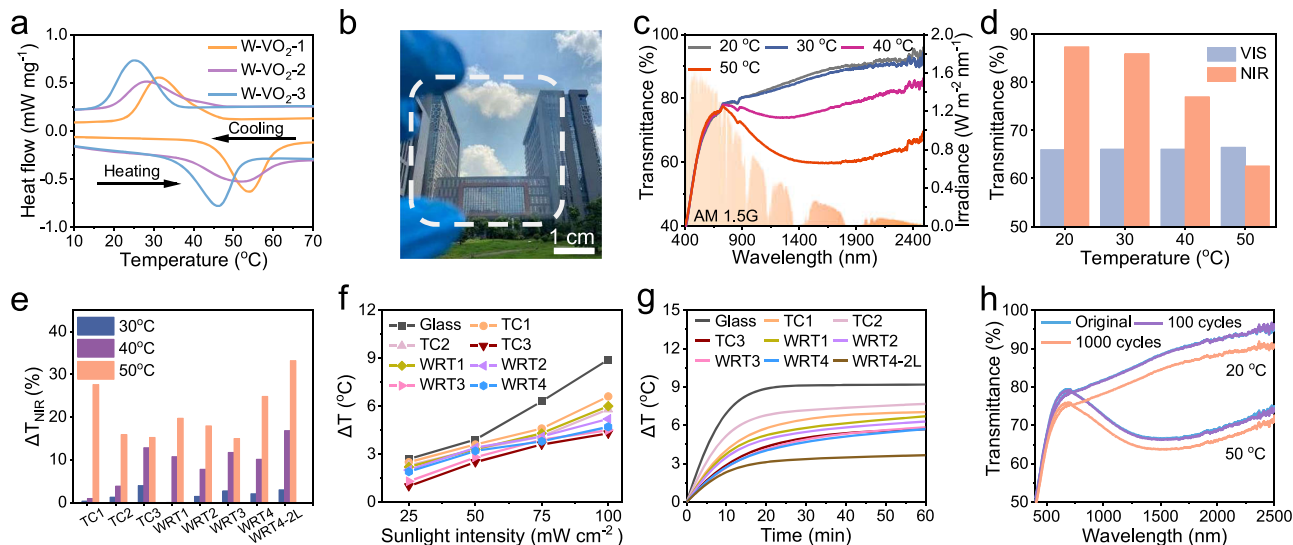 a
Heat flow (mW mg⁻¹)
1.0
0.5
0.0
-0.5
-1.0
W-VO₂-1
W-VO₂-2
W-VO₂-3
Cooling
Heating
10 20 30 40 50 60 70
Temperature (°C)
b
1 cm
c
Transmittance (%)
100
80
60
40
20 °C 30 °C 40 °C
50 °C
AM 1.5G
2.0
1.6
1.2
0.8
0.4
0.0
Irradiance (W m⁻² nm⁻¹)
400 900 1400 1900 2400
Wavelength (nm)
d
Transmittance (%)
90
80
70
60
50
VIS
NIR
20 30 40 50
Temperature (°C)
e
ΔT_NIR (%)
40
30
20
10
0
30°C
40°C
50°C
TC1 TC2 TC3 WRT1 WRT2 WRT3 WRT4 WRT4-2L
f
ΔT (°C)
12
9
6
3
0
Glass TC1
TC2 TC3
WRT1 WRT2
WRT3 WRT4
25 50 75 100
Sunlight intensity (mW cm⁻²)
g
ΔT (°C)
15
12
9
6
3
0
Glass TC1 TC2
TC3 WRT1 WRT2
WRT3 WRT4 WRT4-2L
0 10 20 30 40 50 60
Time (min)
h
Transmittance (%)
100
90
80
70
60
50
Original 100 cycles
1000 cycles
20 °C
50 °C
500 1000 1500 2000 2500
Wavelength (nm)